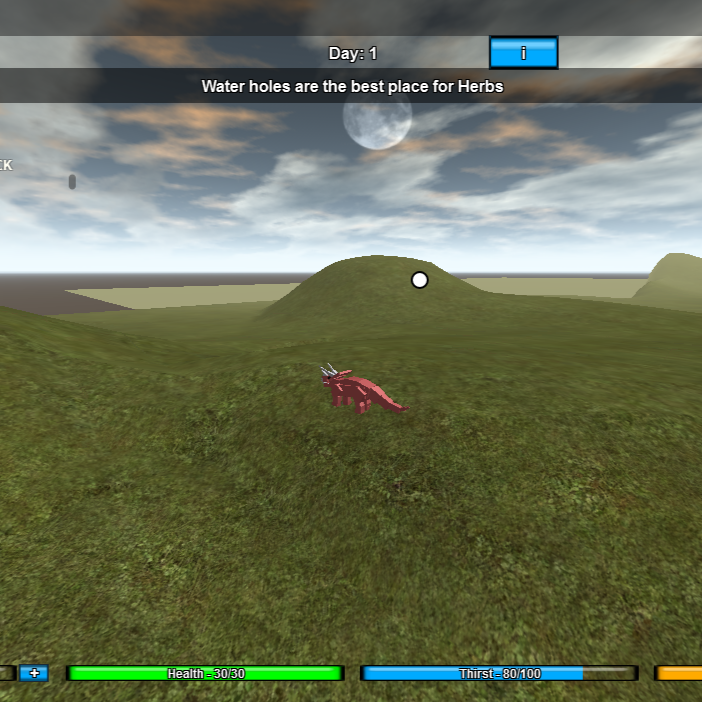 Day: 1
i
Water holes are the best place for Herbs
+
Health - 30/30
Thirst - 80/100